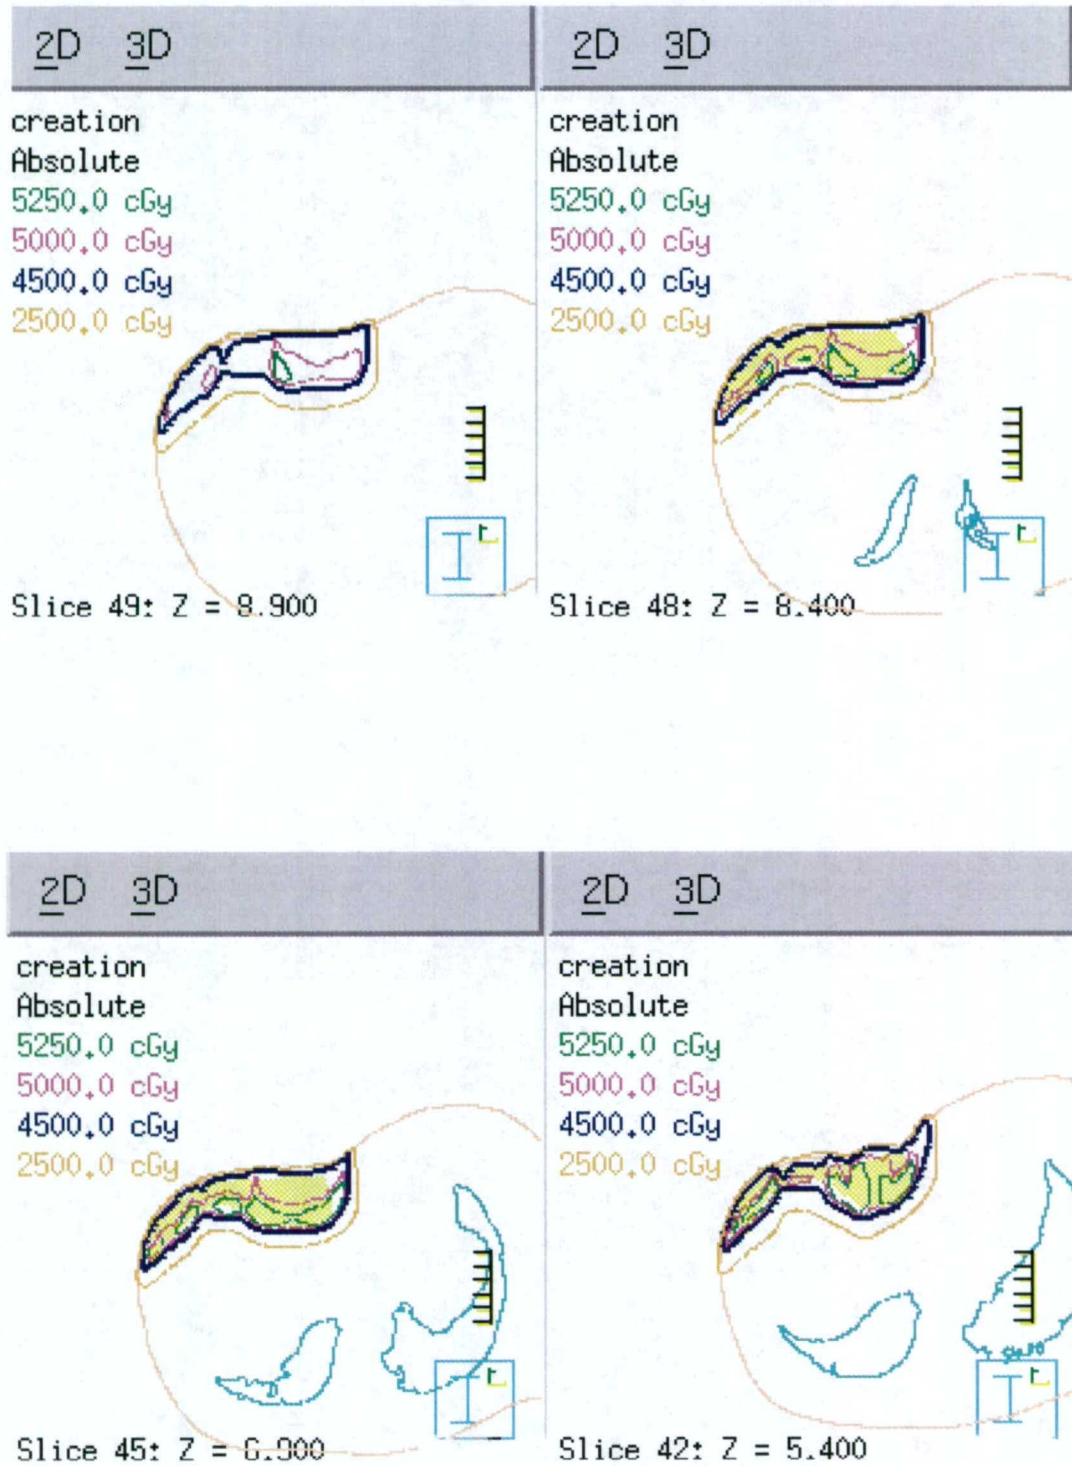 2D 3D
creation
Absolute
5250.0 cGy
5000.0 cGy
4500.0 cGy
2500.0 cGy
I
Slice 49: Z = 8.900
2D 3D
creation
Absolute
5250.0 cGy
5000.0 cGy
4500.0 cGy
2500.0 cGy
I
Slice 48: Z = 8.400
2D 3D
creation
Absolute
5250.0 cGy
5000.0 cGy
4500.0 cGy
2500.0 cGy
I
Slice 45: Z = 6.900
2D 3D
creation
Absolute
5250.0 cGy
5000.0 cGy
4500.0 cGy
2500.0 cGy
I
Slice 42: Z = 5.400